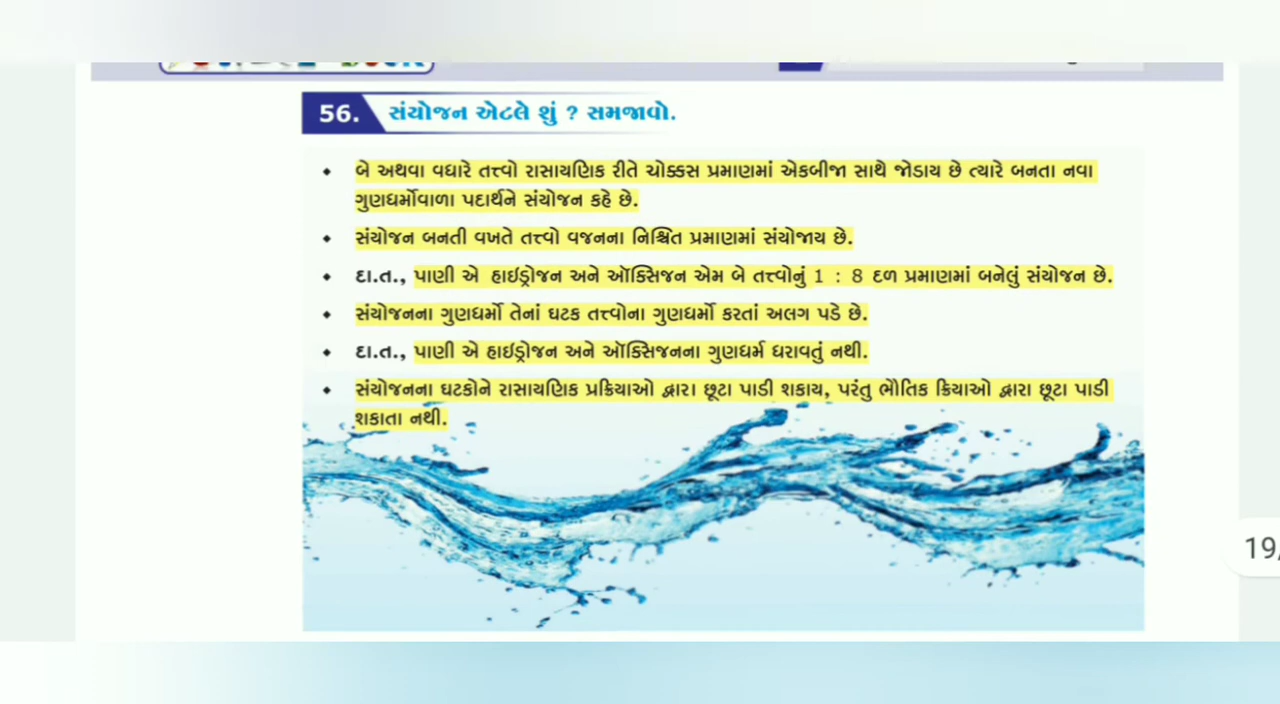 56. સંયોજન એટલે શું ? સમજાવો.
• બે અથવા વધારે તત્ત્વો રાસાયણિક રીતે ચોક્કસ પ્રમાણમાં એકબીજા સાથે જોડાય છે ત્યારે બનતા નવા
ગુણધર્મોવાળા પદાર્થને સંયોજન કહે છે.
• સંયોજન બનતી વખતે તત્ત્વો વજનના નિશ્ચિત પ્રમાણમાં સંયોજાય છે.
• દા.ત., પાણી એ હાઇડ્રોજન અને ઑક્સિજન એમ બે તત્ત્વોનું 1 : 8 દળ પ્રમાણમાં બનેલું સંયોજન છે.
• સંયોજનના ગુણધર્મો તેનાં ઘટક તત્ત્વોના ગુણધર્મો કરતાં અલગ પડે છે.
• દા.ત., પાણી એ હાઇડ્રોજન અને ઑક્સિજનના ગુણધર્મ ધરાવતું નથી.
• સંયોજનના ઘટકોને રાસાયણિક પ્રક્રિયાઓ દ્વારા છૂટા પાડી શકાય, પરંતુ ભૌતિક ક્રિયાઓ દ્વારા છૂટા પાડી
શકાતા નથી.
19/